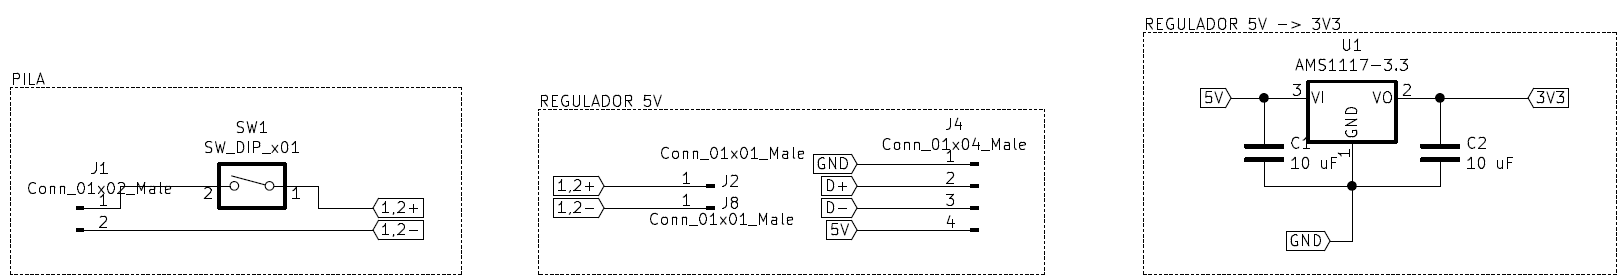 PILA
SW1
SW_DIP_x01
J1
Conn_01x02_Male
2
1
1
1,2+
2
1,2-
REGULADOR 5V
J4
Conn_01x04_Male
Conn_01x01_Male
GND
1
1,2+
1
J2
D+
2
1,2-
1
J8
D-
3
Conn_01x01_Male
5V
4
REGULADOR 5V -> 3V3
U1
AMS1117-3.3
5V
3
VI
VO
2
3V3
GND
1
C1
10 uF
C2
10 uF
GND